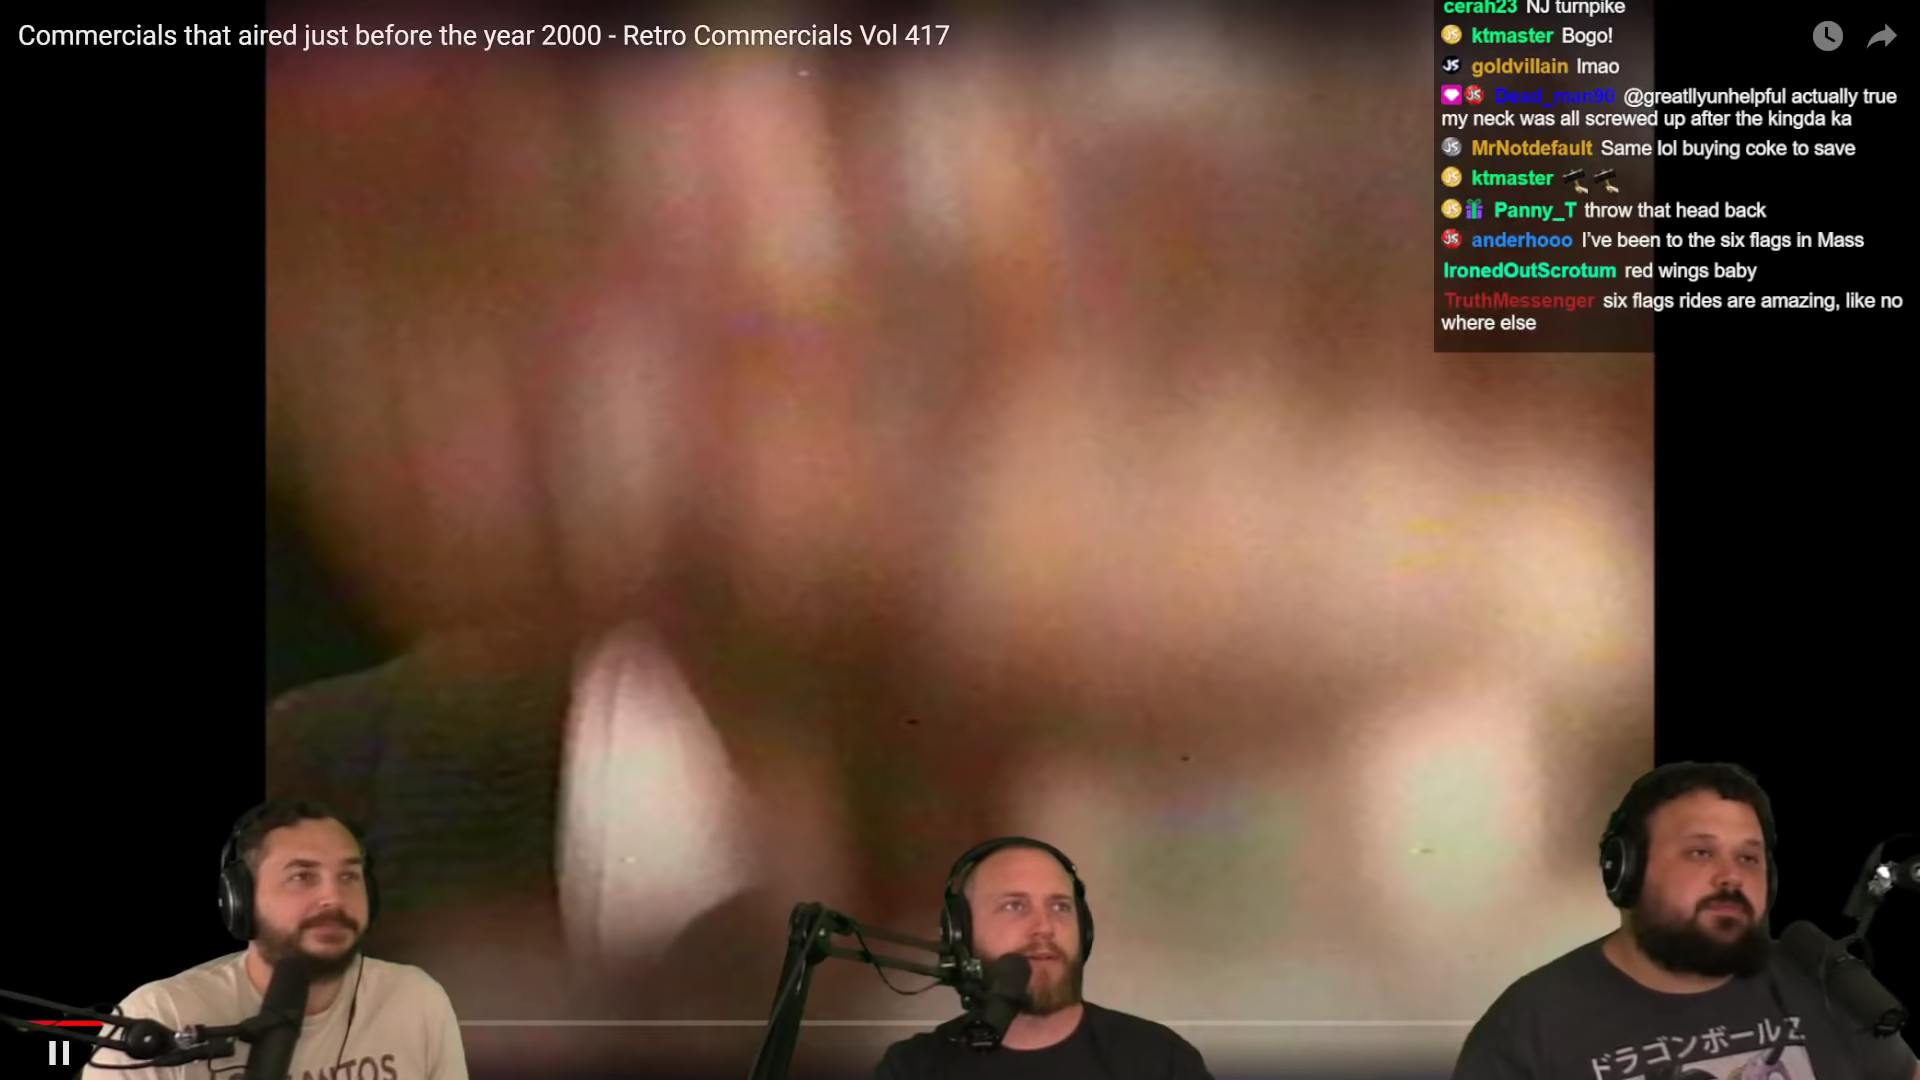 Commercials that aired just before the year 2000 - Retro Commercials Vol 417
cerah23 NJ turnpike
ktmaster Bogo!
goldvillain lmao
Dead_man90 @greatllyunhelpful actually true
my neck was all screwed up after the kingda ka
MrNotdefault Same lol buying coke to save
ktmaster
Panny_T throw that head back
anderhooo I've been to the six flags in Mass
IronedOutScrotum red wings baby
TruthMessenger six flags rides are amazing, like no
where else
ドラゴンボールZ